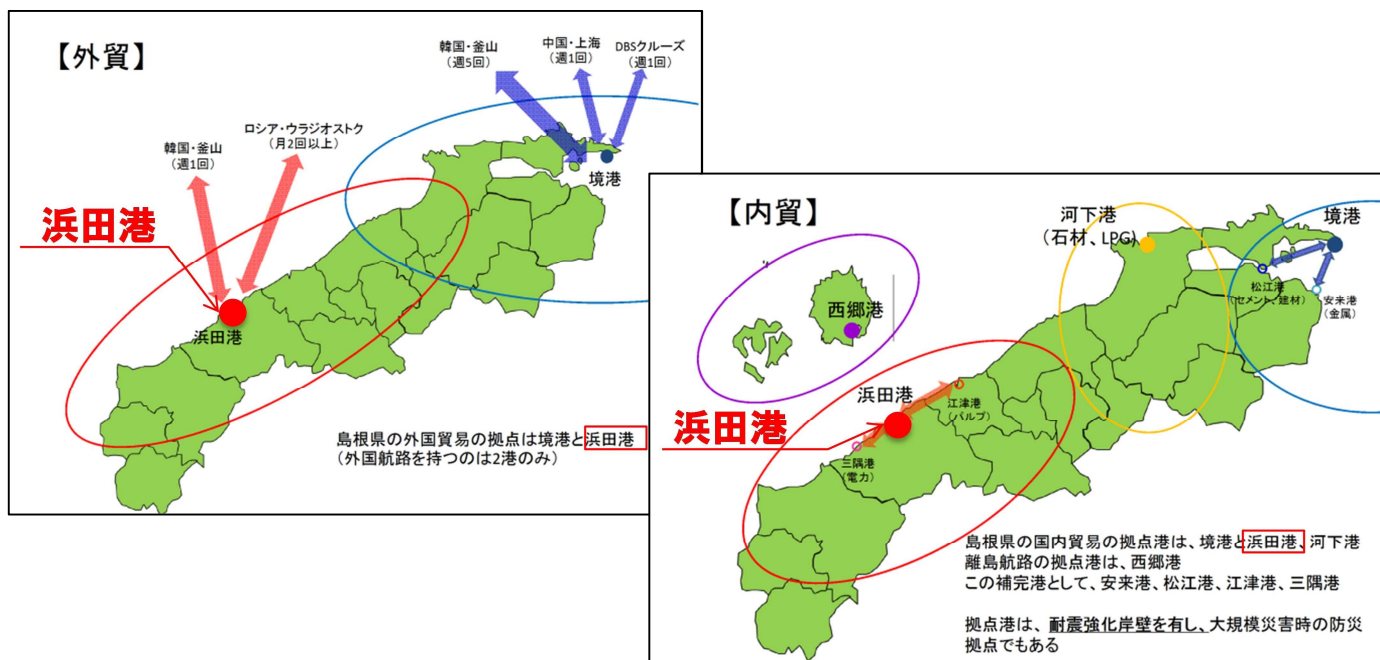 【外貿】
韓国・釜山
（週5回）
中国・上海
（週1回）
DBSクルーズ
（週1回）
韓国・釜山
（週1回）
ロシア・ウラジオストク
（月2回以上）
境港
浜田港
浜田港
島根県の外国貿易の拠点は境港と浜田港
（外国航路を持つのは2港のみ）
【内貿】
河下港
（石材、LPG）
境港
松江港
（セメント、建材）
安来港
（金属）
西郷港
浜田港
浜田港
江津港
（パルプ）
三隅港
（電力）
島根県の国内貿易の拠点港は、境港と浜田港、河下港
離島航路の拠点港は、西郷港
この補完港として、安来港、松江港、江津港、三隅港
拠点港は、耐震強化岸壁を有し、大規模災害時の防災
拠点でもある